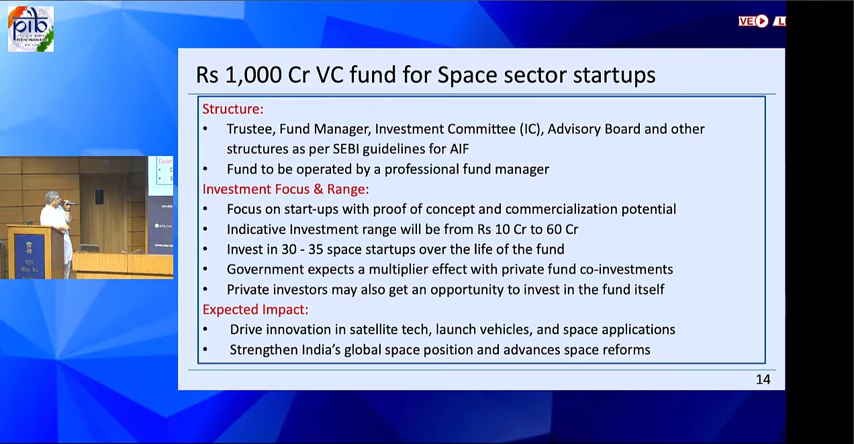 pib
VE
Rs 1,000 Cr VC fund for Space sector startups
Structure:
• Trustee, Fund Manager, Investment Committee (IC), Advisory Board and other
structures as per SEBI guidelines for AIF
• Fund to be operated by a professional fund manager
Investment Focus & Range:
• Focus on start-ups with proof of concept and commercialization potential
• Indicative Investment range will be from Rs 10 Cr to 60 Cr
• Invest in 30 - 35 space startups over the life of the fund
• Government expects a multiplier effect with private fund co-investments
• Private investors may also get an opportunity to invest in the fund itself
Expected Impact:
• Drive innovation in satellite tech, launch vehicles, and space applications
• Strengthen India's global space position and advances space reforms
14